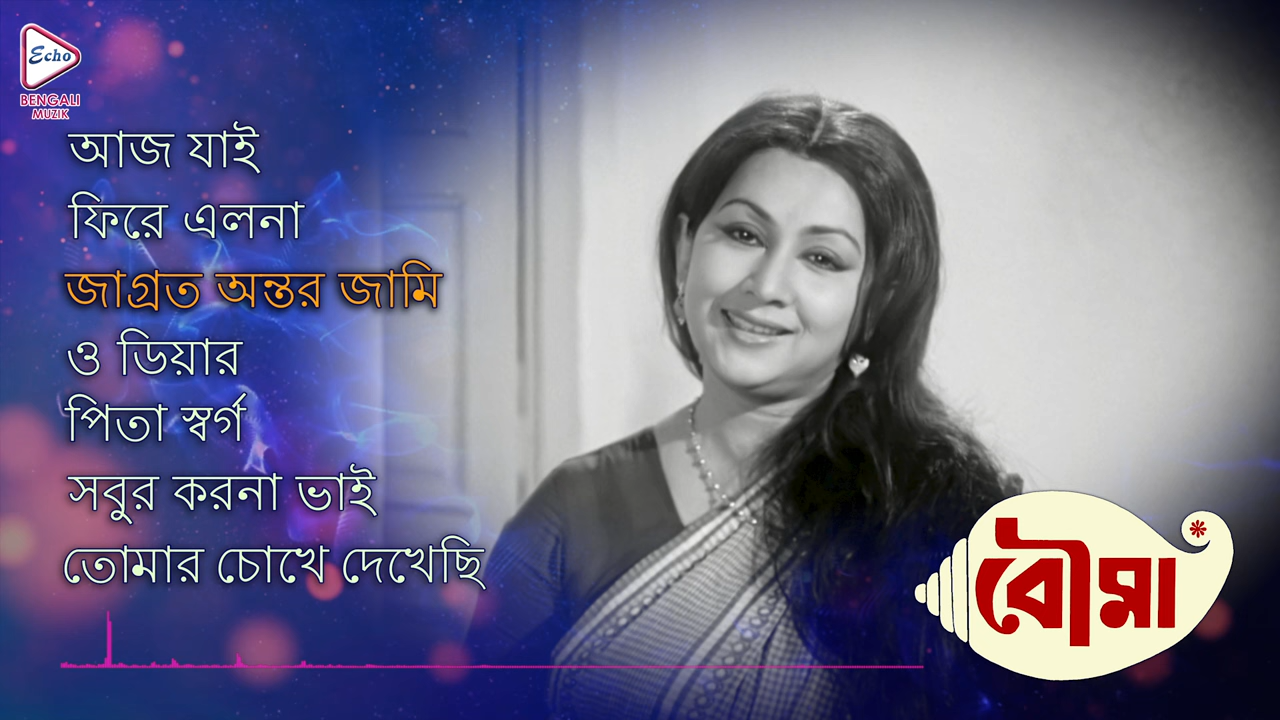 Echo
BENGALI
MUZIK
আজ যাই
ফিরে এলনা
জাগ্রত অন্তর জামি
ও ডিয়ার
পিতা স্বর্গ
সবুর করনা ভাই
তোমার চোখে দেখেছি
বৌমা